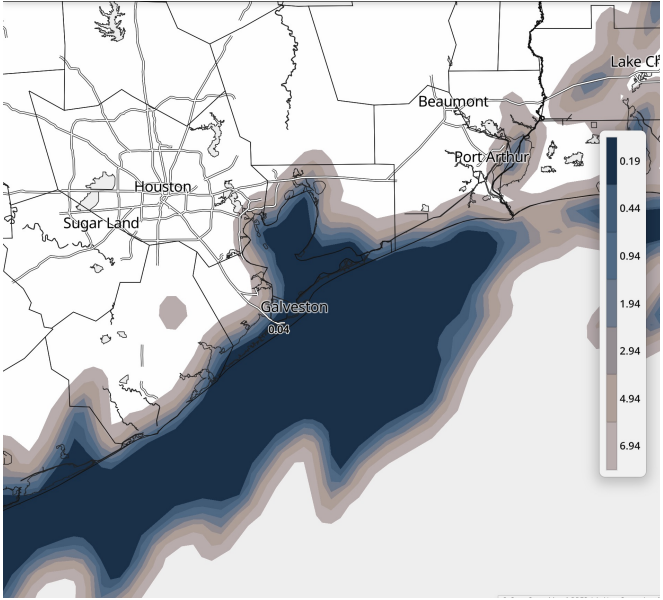 Lake Ch
Beaumont
Port Arthur
Houston
Sugar Land
Galveston
0.04
0.19
0.44
0.94
1.94
2.94
4.94
6.94